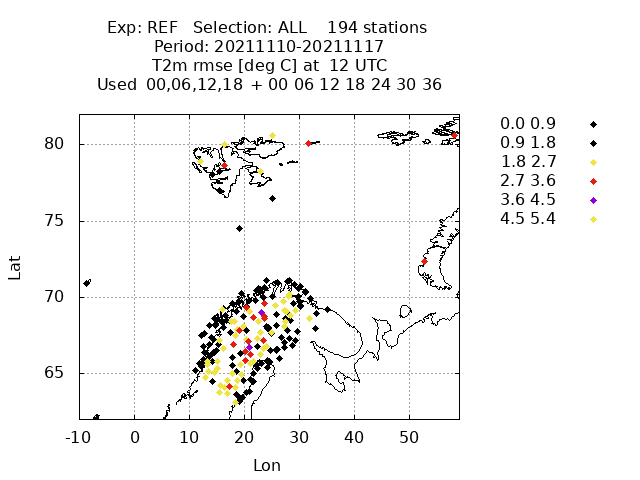 Exp: REF   Selection: ALL    194 stations
Period: 20211110-20211117
T2m rmse [deg C] at  12 UTC
Used  00,06,12,18 + 00 06 12 18 24 30 36
0.0 0.9
0.9 1.8
1.8 2.7
2.7 3.6
3.6 4.5
4.5 5.4
80
75
70
65
Lat
-10 0 10 20 30 40 50
Lon